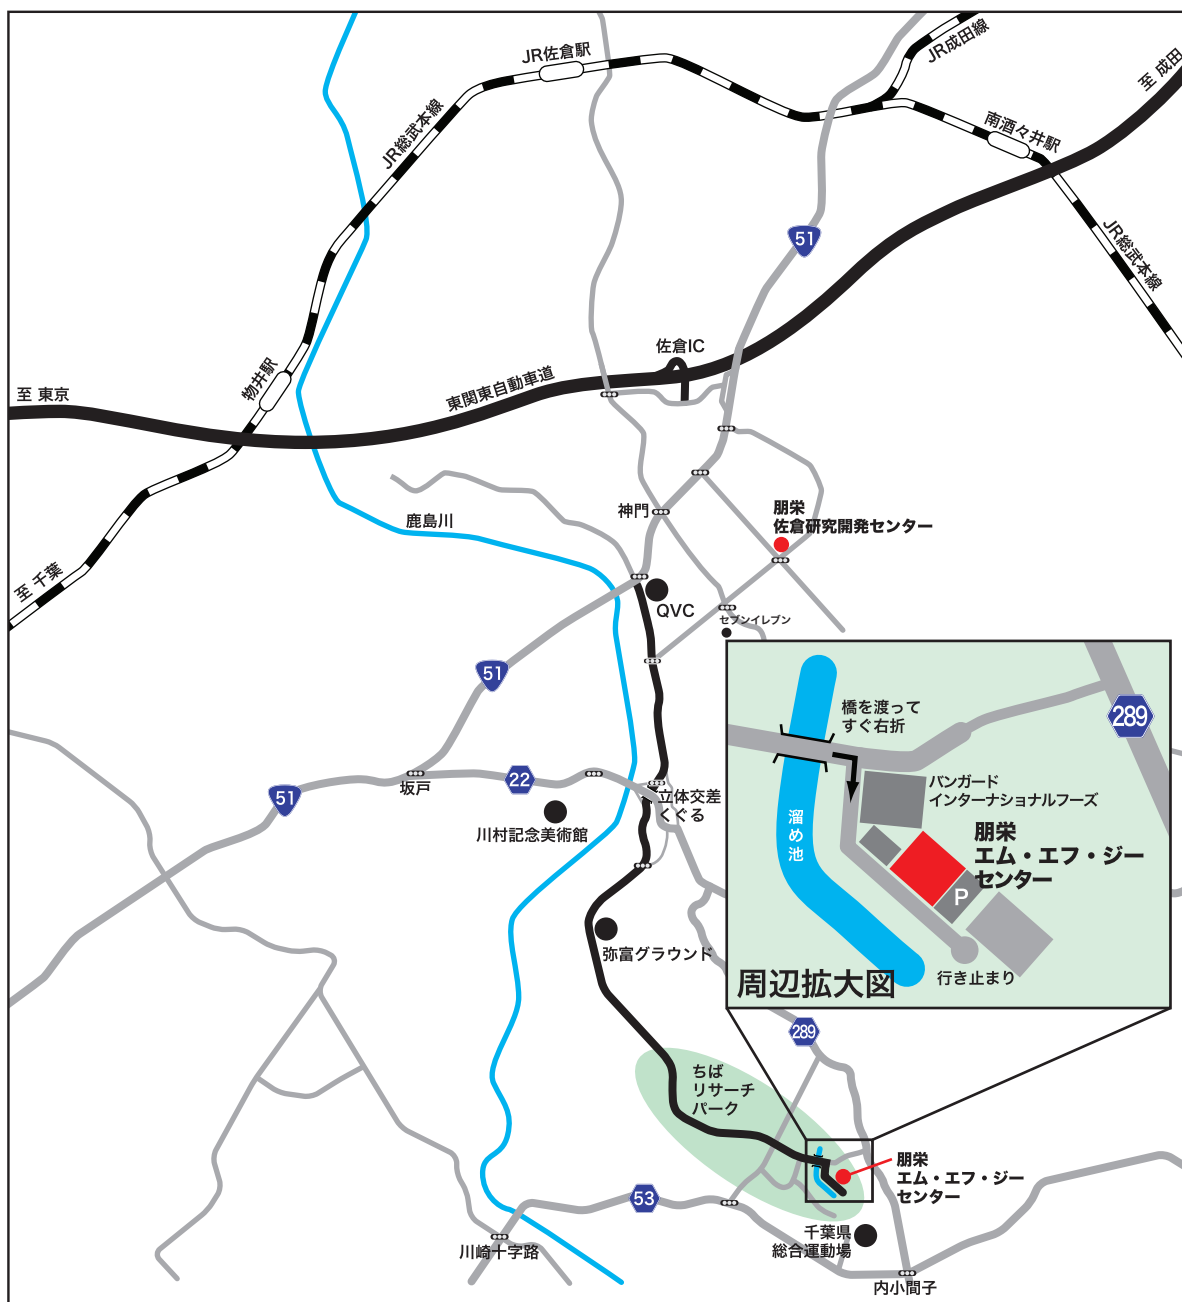 JR佐倉駅
JR成田線
至 成田
JR総武本線
南酒々井駅
51
JR総武本線
佐倉IC
物井駅
至 東京
東関東自動車道
神門
朋栄
佐倉研究開発センター
鹿島川
至 千葉
QVC
セブンイレブン
51
橋を渡って
すぐ右折
289
22
坂戸
51
立体交差
くぐる
川村記念美術館
バンガード
インターナショナルフーズ
溜め池
朋栄
エム・エフ・ジー
センター
P
弥富グラウンド
行き止まり
周辺拡大図
289
ちば
リサーチ
パーク
朋栄
エム・エフ・ジー
センター
53
千葉県
総合運動場
川崎十字路
内小間子